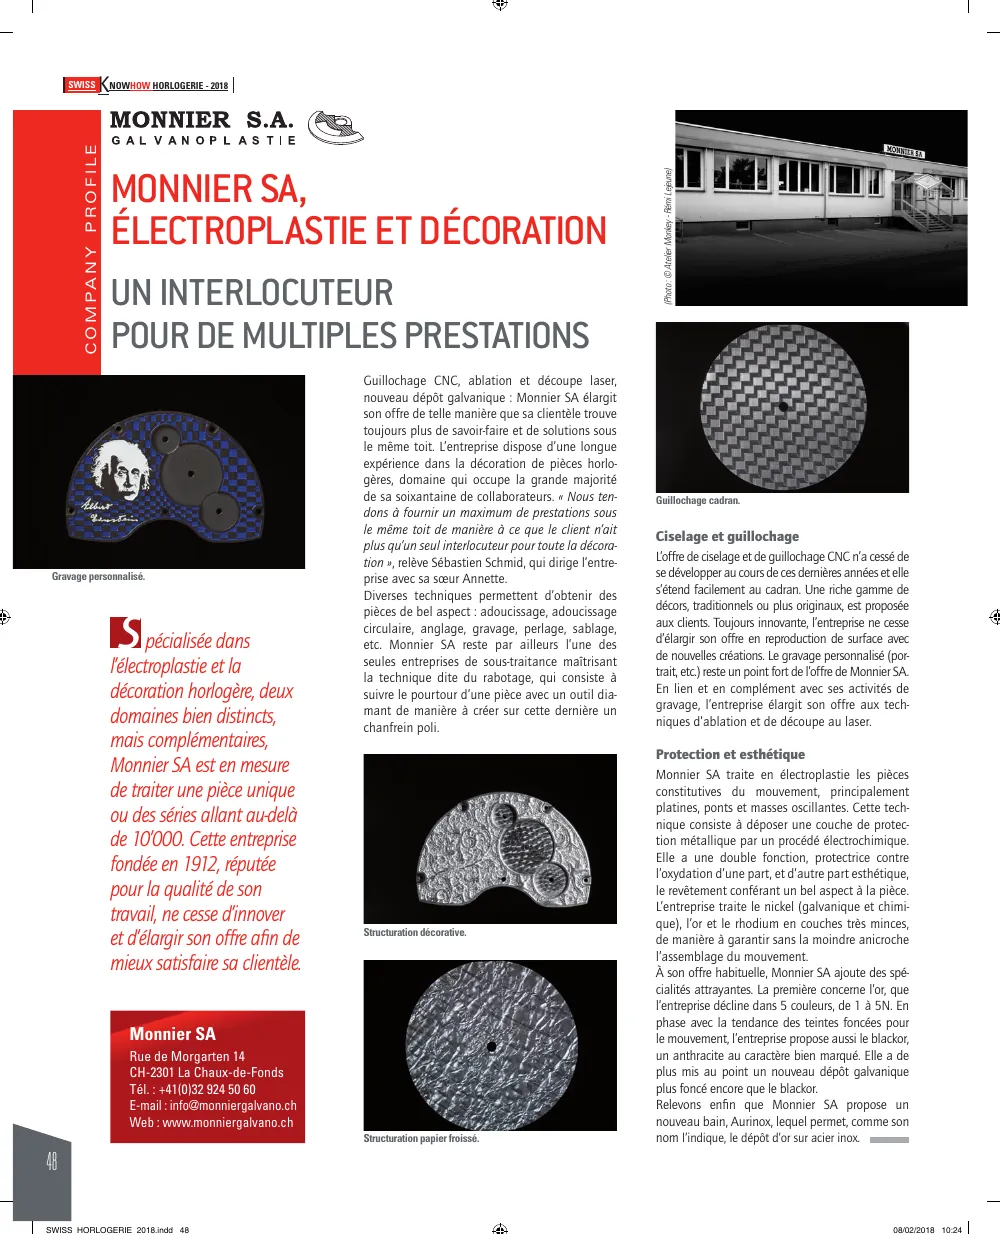 SWISS KNOWHOW HORLOGERIE - 2018
COMPANY PROFILE
MONNIER S.A.
GALVANOPLASTIE
MONNIER SA,
ÉLECTROPLASTIE ET DÉCORATION
UN INTERLOCUTEUR
POUR DE MULTIPLES PRESTATIONS
MONNIER SA
(Photo : © Atelier Monkey - Rémi Lejeune)
Albert
Einstein
Gravage personnalisé.
Spécialisée dans
l’électroplastie et la
décoration horlogère, deux
domaines bien distincts,
mais complémentaires,
Monnier SA est en mesure
de traiter une pièce unique
ou des séries allant au-delà
de 10’000. Cette entreprise
fondée en 1912, réputée
pour la qualité de son
travail, ne cesse d’innover
et d’élargir son offre afin de
mieux satisfaire sa clientèle.
Monnier SA
Rue de Morgarten 14
CH-2301 La Chaux-de-Fonds
Tél. : +41(0)32 924 50 60
E-mail : info@monniergalvano.ch
Web : www.monniergalvano.ch
Guillochage CNC, ablation et découpe laser,
nouveau dépôt galvanique : Monnier SA élargit
son offre de telle manière que sa clientèle trouve
toujours plus de savoir-faire et de solutions sous
le même toit. L’entreprise dispose d’une longue
expérience dans la décoration de pièces horlo-
gères, domaine qui occupe la grande majorité
de sa soixantaine de collaborateurs. « Nous ten-
dons à fournir un maximum de prestations sous
le même toit de manière à ce que le client n’ait
plus qu’un seul interlocuteur pour toute la décora-
tion », relève Sébastien Schmid, qui dirige l’entre-
prise avec sa sœur Annette.
Diverses techniques permettent d’obtenir des
pièces de bel aspect : adoucissage, adoucissage
circulaire, anglage, gravage, perlage, sablage,
etc. Monnier SA reste par ailleurs l’une des
seules entreprises de sous-traitance maîtrisant
la technique dite du rabotage, qui consiste à
suivre le pourtour d’une pièce avec un outil dia-
mant de manière à créer sur cette dernière un
chanfrein poli.
Structuration décorative.
Structuration papier froissé.
Guillochage cadran.
Ciselage et guillochage
L’offre de ciselage et de guillochage CNC n’a cessé de
se développer au cours de ces dernières années et elle
s’étend facilement au cadran. Une riche gamme de
décors, traditionnels ou plus originaux, est proposée
aux clients. Toujours innovante, l’entreprise ne cesse
d’élargir son offre en reproduction de surface avec
de nouvelles créations. Le gravage personnalisé (por-
trait, etc.) reste un point fort de l’offre de Monnier SA.
En lien et en complément avec ses activités de
gravage, l’entreprise élargit son offre aux tech-
niques d’ablation et de découpe au laser.
Protection et esthétique
Monnier SA traite en électroplastie les pièces
constitutives du mouvement, principalement
platines, ponts et masses oscillantes. Cette tech-
nique consiste à déposer une couche de protec-
tion métallique par un procédé électrochimique.
Elle a une double fonction, protectrice contre
l’oxydation d’une part, et d’autre part esthétique,
le revêtement conférant un bel aspect à la pièce.
L’entreprise traite le nickel (galvanique et chimi-
que), l’or et le rhodium en couches très minces,
de manière à garantir sans la moindre anicroche
l’assemblage du mouvement.
À son offre habituelle, Monnier SA ajoute des spé-
cialités attrayantes. La première concerne l’or, que
l’entreprise décline dans 5 couleurs, de 1 à 5N. En
phase avec la tendance des teintes foncées pour
le mouvement, l’entreprise propose aussi le blackor,
un anthracite au caractère bien marqué. Elle a de
plus mis au point un nouveau dépôt galvanique
plus foncé encore que le blackor.
Relevons enfin que Monnier SA propose un
nouveau bain, Aurinox, lequel permet, comme son
nom l’indique, le dépôt d’or sur acier inox.
48
SWISS_HORLOGERIE_2018.indd 48
08/02/2018 10:24